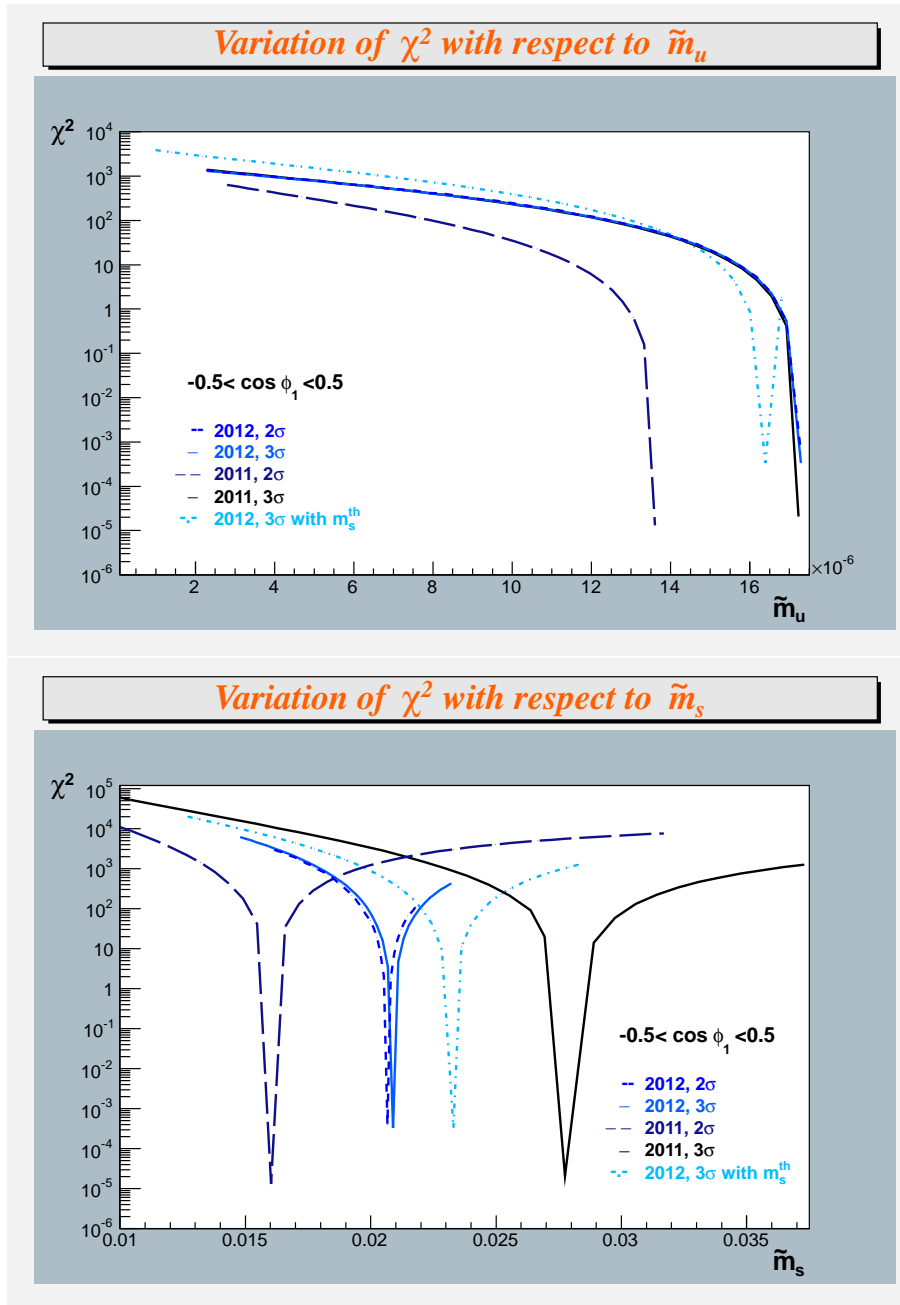 Variation of χ² with respect to m̃ᵤ
χ²
10⁴
10³
10²
10
1
10⁻¹
10⁻²
10⁻³
10⁻⁴
10⁻⁵
10⁻⁶
-0.5< cos ϕ₁ <0.5
2012, 2σ
2012, 3σ
2011, 2σ
2011, 3σ
2012, 3σ with mₛᵗʰ
2 4 6 8 10 12 14 16 ×10⁻⁶
m̃ᵤ
Variation of χ² with respect to m̃ₛ
χ²
10⁵
10⁴
10³
10²
10
1
10⁻¹
10⁻²
10⁻³
10⁻⁴
10⁻⁵
10⁻⁶
-0.5< cos ϕ₁ <0.5
2012, 2σ
2012, 3σ
2011, 2σ
2011, 3σ
2012, 3σ with mₛᵗʰ
0.01 0.015 0.02 0.025 0.03 0.035
m̃ₛ